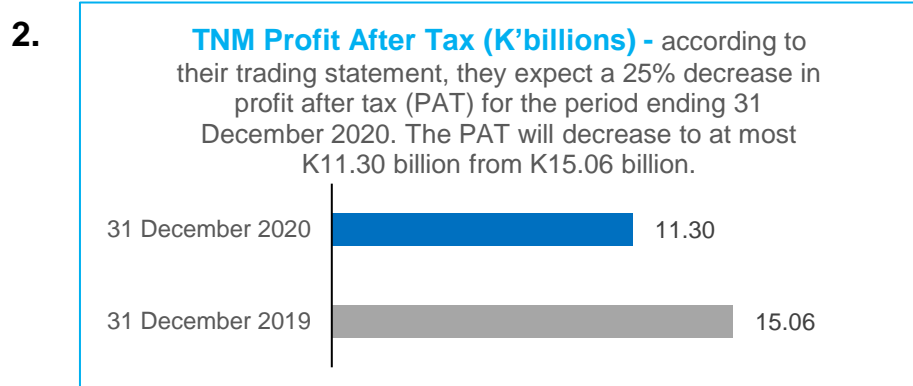 2.
TNM Profit After Tax (K'billions) - according to
their trading statement, they expect a 25% decrease in
profit after tax (PAT) for the period ending 31
December 2020. The PAT will decrease to at most
K11.30 billion from K15.06 billion.
31 December 2020 11.30
31 December 2019 15.06